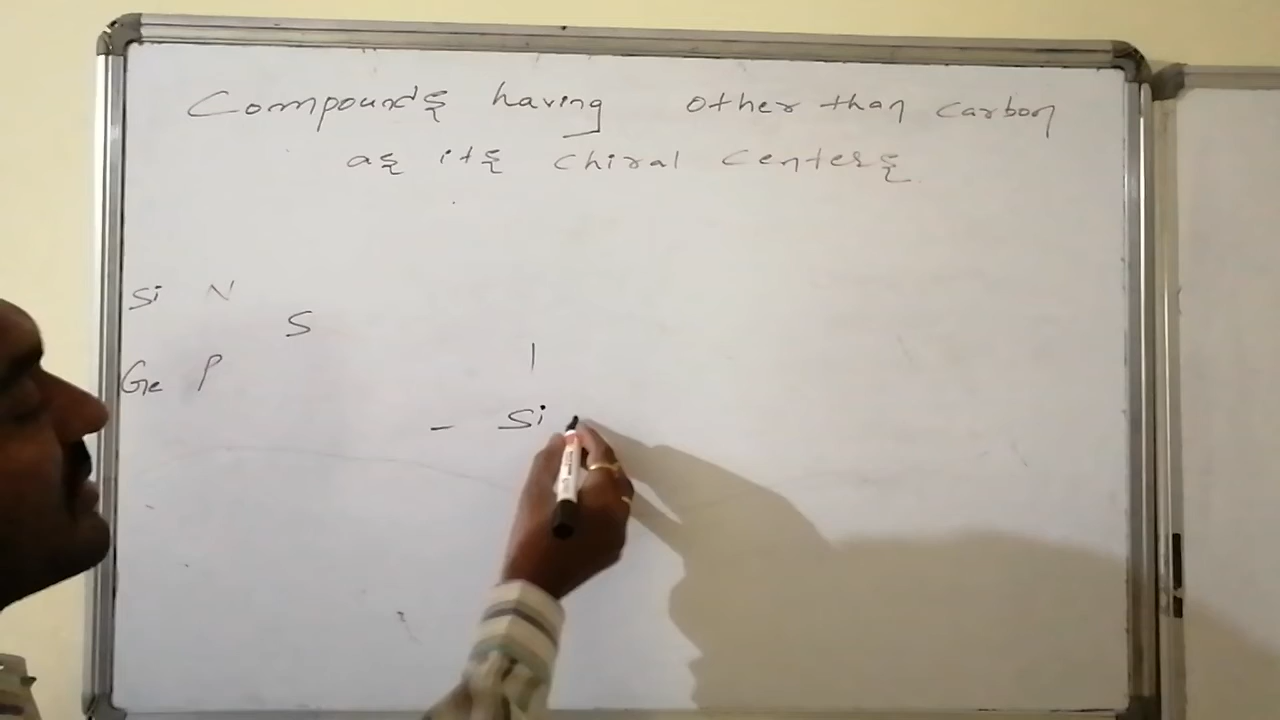 Compounds having other than carbon
as its chiral centers
Si N
S
Ge P
Si